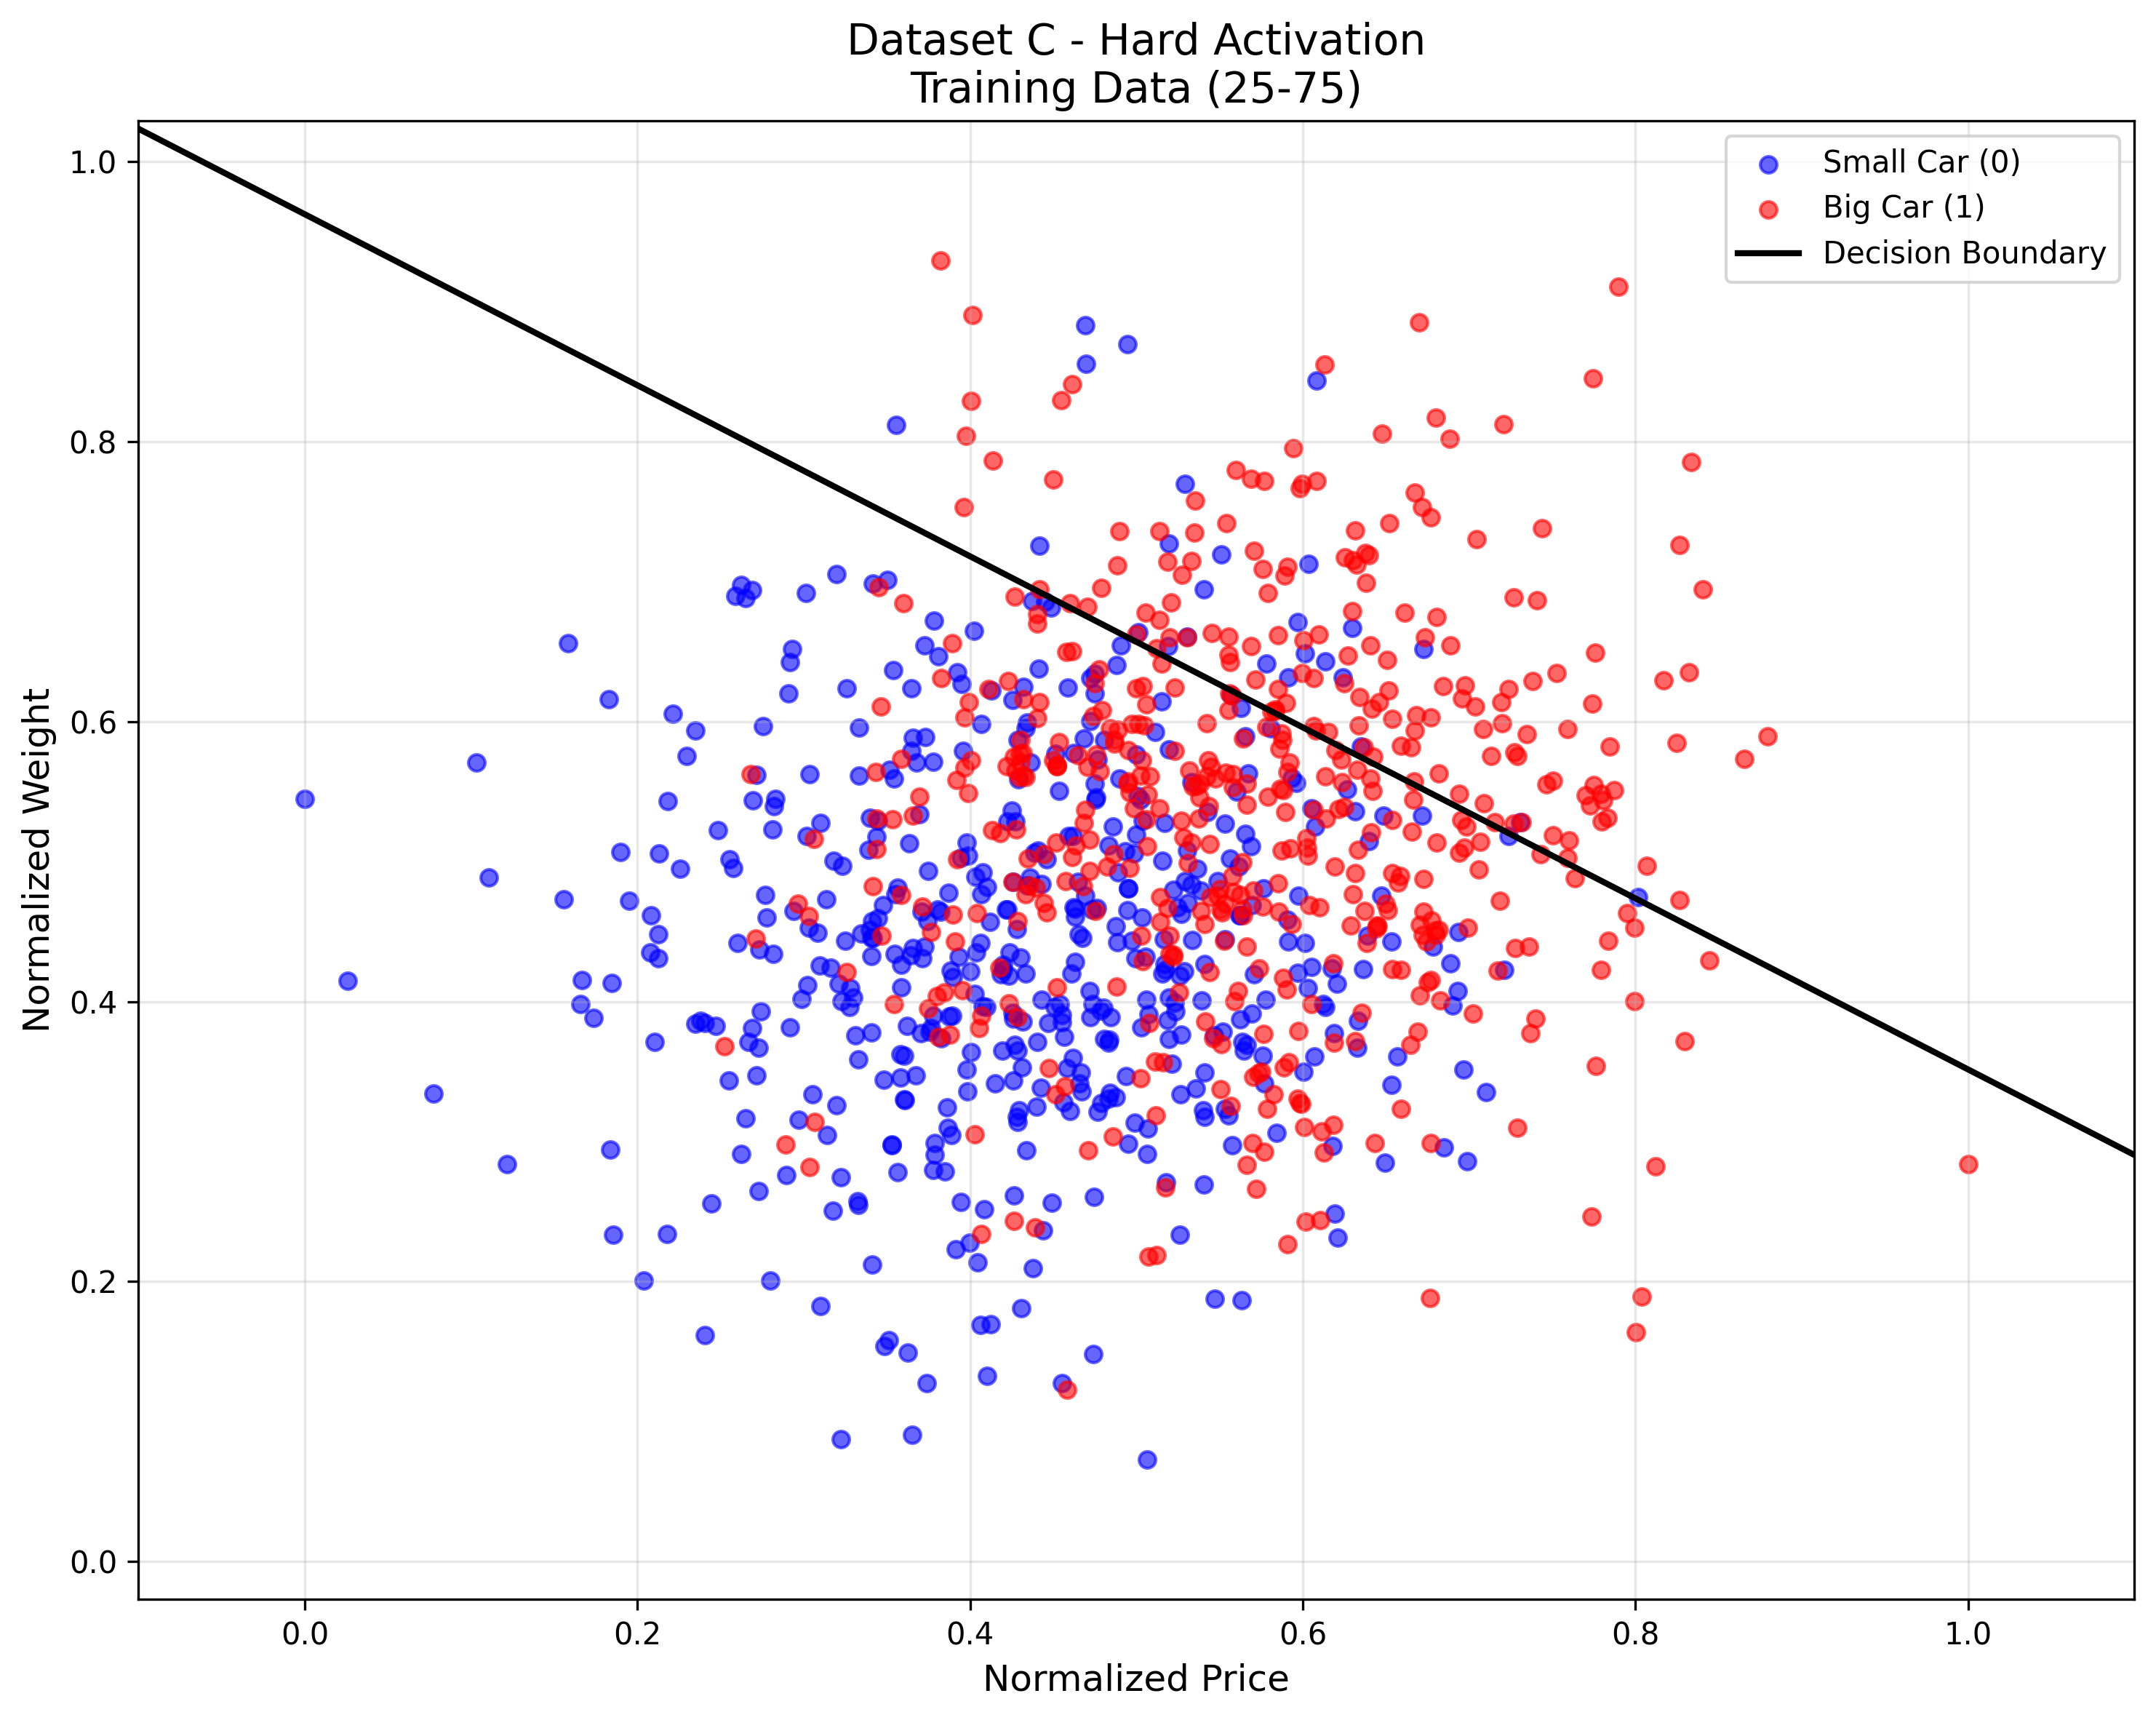 Dataset C - Hard Activation
Training Data (25-75)
Small Car (0)
Big Car (1)
Decision Boundary
Normalized Weight
1.0
0.8
0.6
0.4
0.2
0.0
0.0 0.2 0.4 0.6 0.8 1.0
Normalized Price